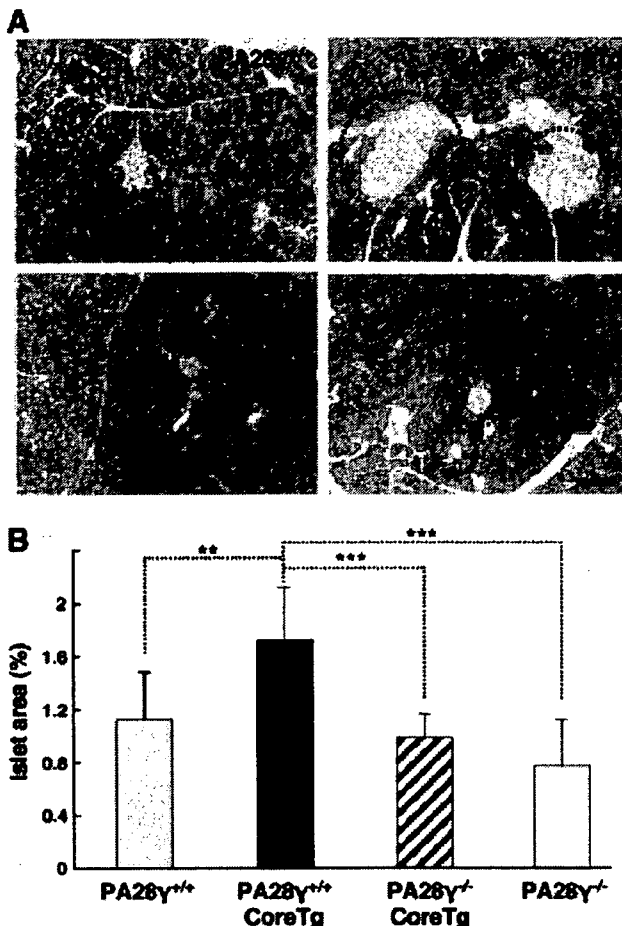 A
B
** *** ***
Islet area (%)
2
1.6
1.2
0.8
0.4
0
PA28γ+/+ PA28γ+/+ CoreTg PA28γ-/- CoreTg PA28γ-/-